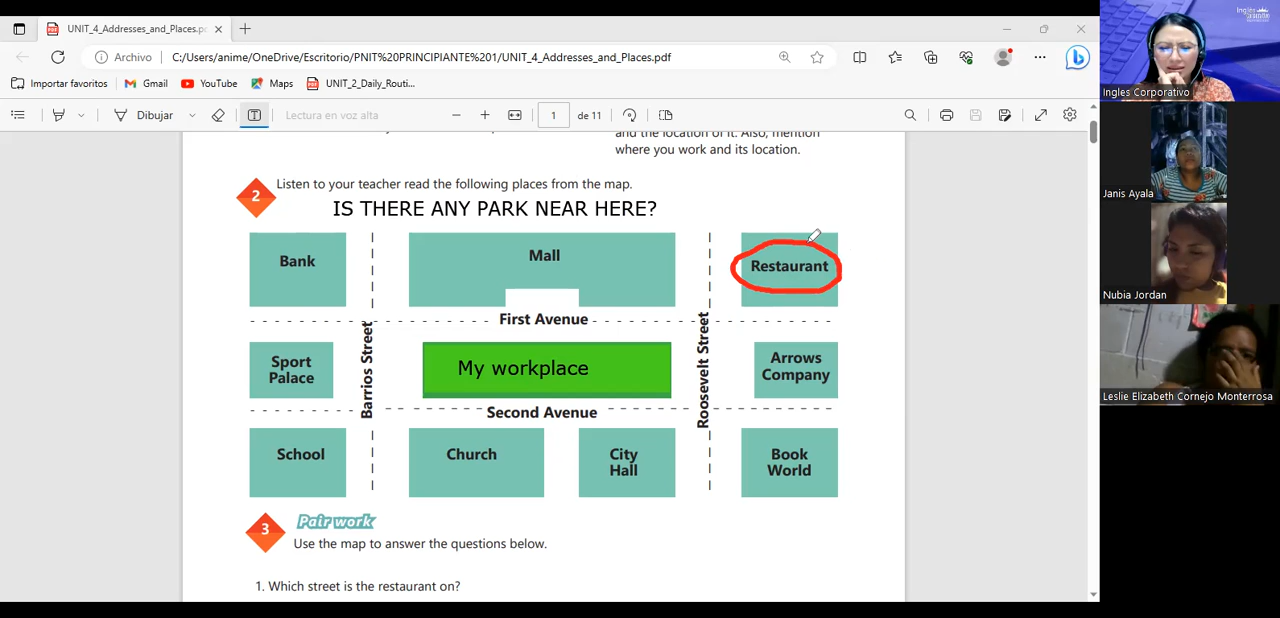 UNIT_4_Addresses_and_Places.pc
Archivo
C:/Users/anime/OneDrive/Escritorio/PNIT%20PRINCIPIANTE%201/UNIT_4_Addresses_and_Places.pdf
Importar favoritos
Gmail
YouTube
Maps
UNIT_2_Daily_Routi...
Dibujar
Lectura en voz alta
1
de 11
and the location of it. Also, mention
where you work and its location.
2
Listen to your teacher read the following places from the map.
IS THERE ANY PARK NEAR HERE?
Bank
Mall
Restaurant
First Avenue
Barrios Street
Roosevelt Street
Sport
Palace
My workplace
Arrows
Company
Second Avenue
School
Church
City
Hall
Book
World
3
Pair work
Use the map to answer the questions below.
1. Which street is the restaurant on?
Ingles Corporativo
Janis Ayala
Nubia Jordan
Leslie Elizabeth Cornejo Monterrosa